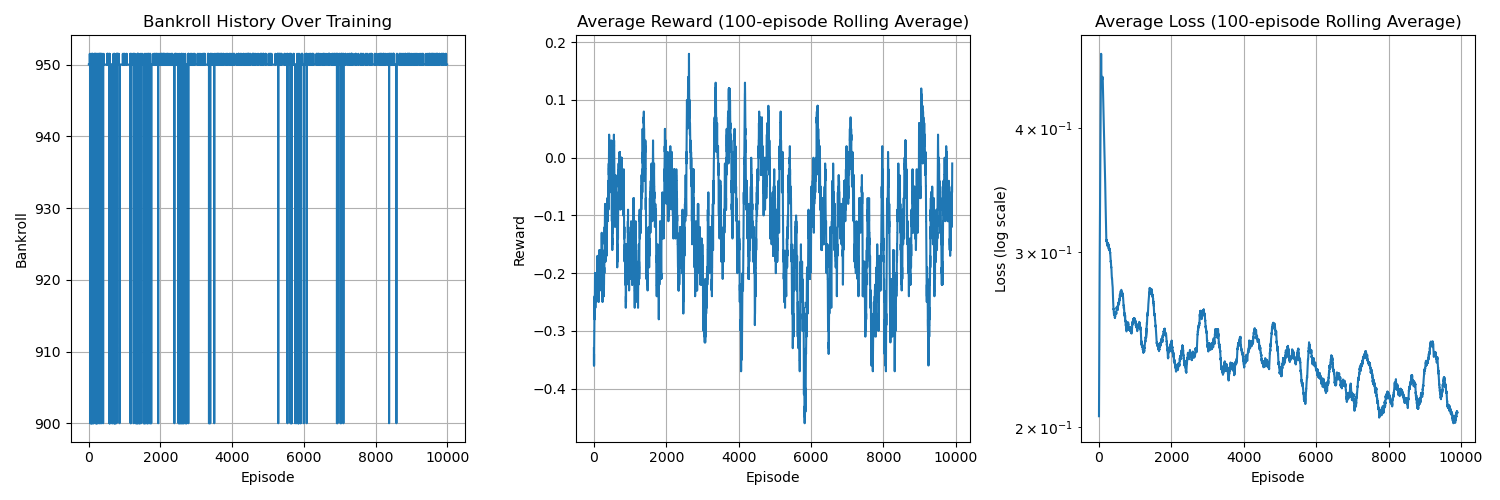 Bankroll History Over Training
950
940
930
920
910
900
Bankroll
0
2000
4000
6000
8000
10000
Episode
Average Reward (100-episode Rolling Average)
0.2
0.1
0.0
−0.1
−0.2
−0.3
−0.4
Reward
0
2000
4000
6000
8000
10000
Episode
Average Loss (100-episode Rolling Average)
4 × 10⁻¹
3 × 10⁻¹
2 × 10⁻¹
Loss (log scale)
0
2000
4000
6000
8000
10000
Episode